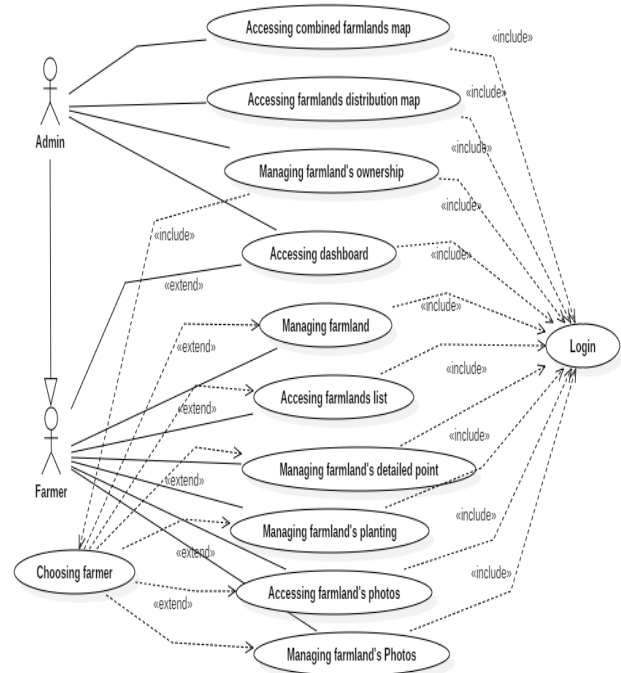 Accessing combined farmlands map
«include»
Accessing farmlands distribution map
«include»
Admin
«include»
Managing farmland's ownership
«include»
«include»
Accessing dashboard
«include»
«extend»
«include»
Managing farmland
Login
«extend»
«include»
Accesing farmlands list
«extend»
«include»
Managing farmland's detailed point
«extend»
Farmer
«include»
Managing farmland's planting
«extend»
Choosing farmer
«include»
Accessing farmland's photos
«extend»
Managing farmland's Photos